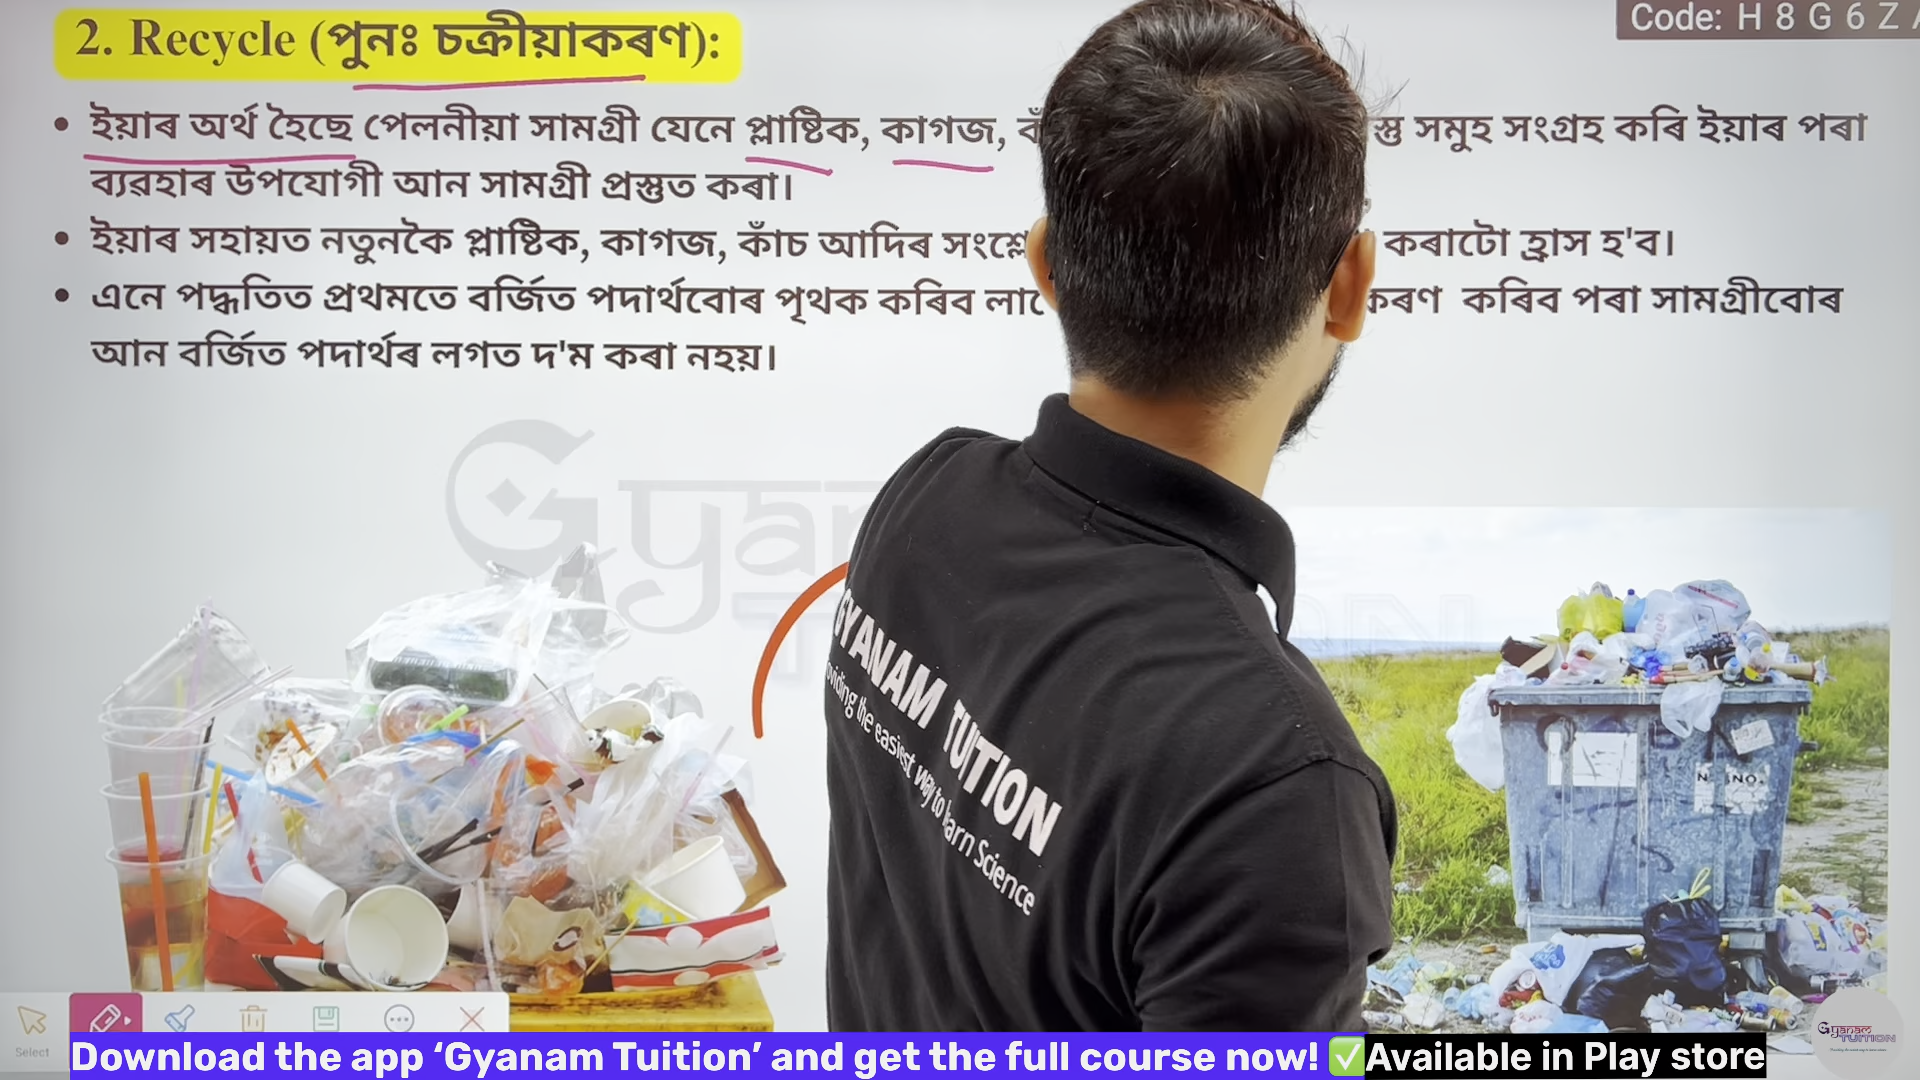 2. Recycle (পুনঃ চক্ৰীয়াকৰণ):
Code: H 8 G 6 Z
• ইয়াৰ অৰ্থ হৈছে পেলনীয়া সামগ্ৰী যেনে প্লাষ্টিক, কাগজ, সমুহ সংগ্ৰহ কৰি ইয়াৰ পৰা
ব্যৱহাৰ উপযোগী আন সামগ্ৰী প্ৰস্তুত কৰা।
• ইয়াৰ সহায়ত নতুনকৈ প্লাষ্টিক, কাগজ, কাঁচ আদিৰ কৰাটো হ্ৰাস হ'ব।
• এনে পদ্ধতিত প্ৰথমতে বৰ্জিত পদাৰ্থবোৰ পৃথক কৰিব কৰিব পৰা সামগ্ৰীবোৰ
আন বৰ্জিত পদাৰ্থৰ লগত দ'ম কৰা নহয়।
GYANAM TUITION
the easiest way to learn Science
Select
Gyanam
TUITION
Download the app ‘Gyanam Tuition’ and get the full course now! ✅Available in Play store